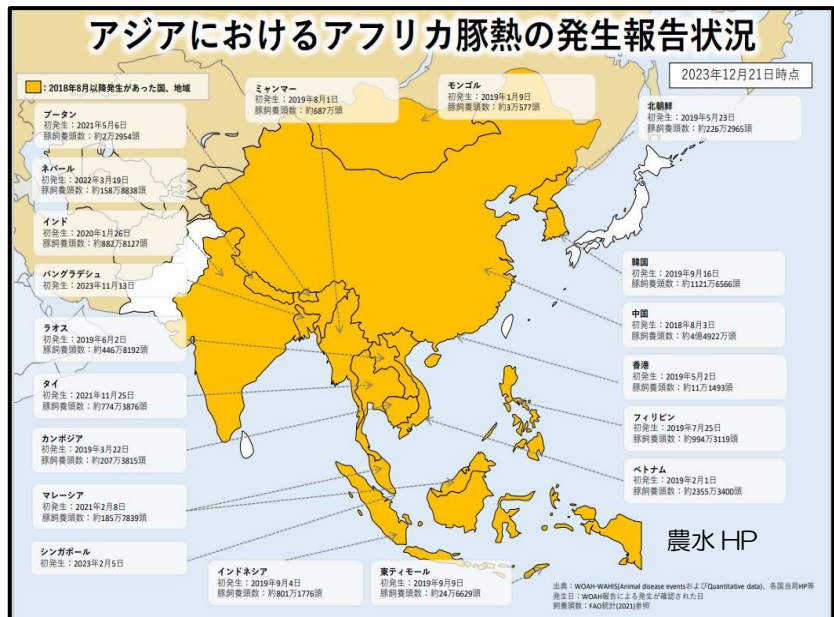 アジアにおけるアフリカ豚熱の発生報告状況
2023年12月21日時点
:2018年8月以降発生があった国、地域
ブータン
初発生:2021年5月6日
豚飼養頭数:約2万2954頭
ネパール
初発生:2022年3月19日
豚飼養頭数:約158万8838頭
インド
初発生:2020年1月26日
豚飼養頭数:約882万8127頭
バングラデシュ
初発生:2023年11月13日
ラオス
初発生:2019年6月2日
豚飼養頭数:約446万8192頭
タイ
初発生:2021年11月25日
豚飼養頭数:約774万3876頭
カンボジア
初発生:2019年3月22日
豚飼養頭数:約207万3815頭
マレーシア
初発生:2021年2月8日
豚飼養頭数:約185万7839頭
シンガポール
初発生:2023年2月5日
ミャンマー
初発生:2019年8月1日
豚飼養頭数:約687万頭
モンゴル
初発生:2019年1月9日
豚飼養頭数:約3万577頭
北朝鮮
初発生:2019年5月23日
豚飼養頭数:約226万2965頭
韓国
初発生:2019年9月16日
豚飼養頭数:約1121万6566頭
中国
初発生:2018年8月3日
豚飼養頭数:約4億4922万頭
香港
初発生:2019年5月2日
豚飼養頭数:約11万1493頭
フィリピン
初発生:2019年7月25日
豚飼養頭数:約994万3119頭
ベトナム
初発生:2019年2月1日
豚飼養頭数:約2355万3400頭
インドネシア
初発生:2019年9月4日
豚飼養頭数:約801万1776頭
東ティモール
初発生:2019年9月9日
豚飼養頭数:約24万6629頭
農水 HP
出典:WOAH-WAHIS(Animal disease eventsおよびQuantitative data)、各国当局HP等
発生日:WOAH報告による発生が確認された日
飼養頭数:FAO統計(2021)参照